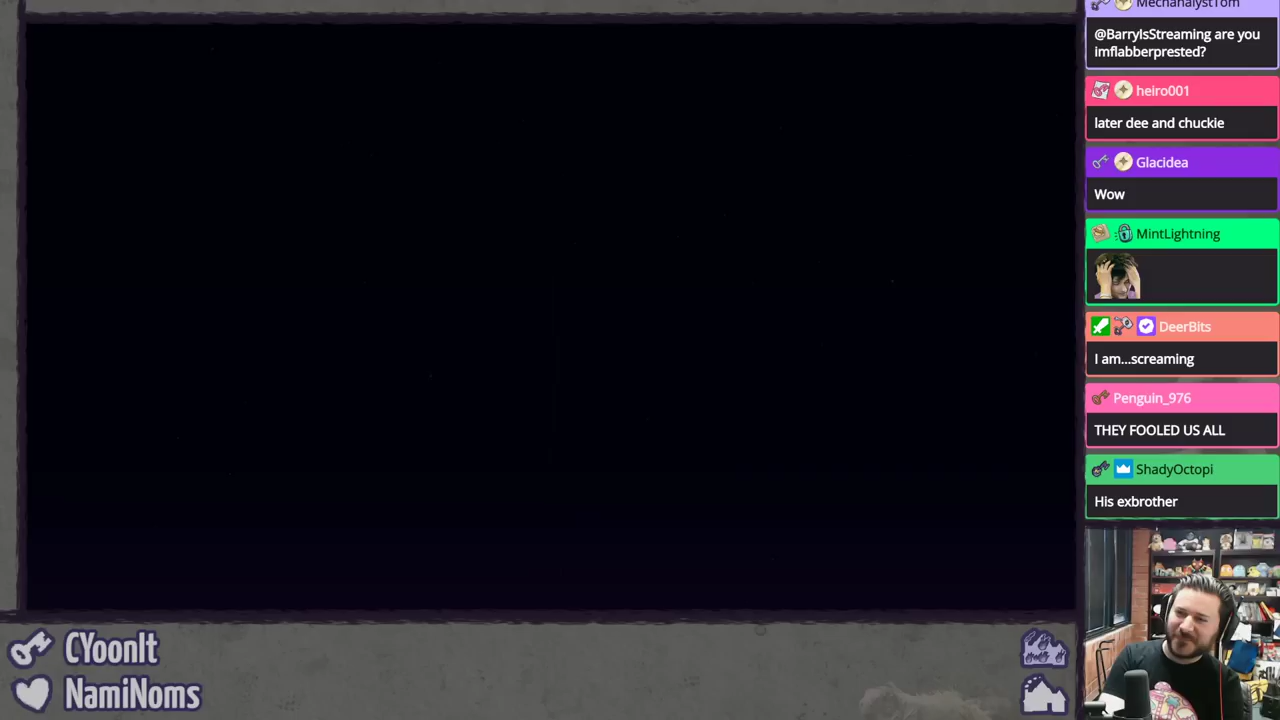 MechanalystTom
@BarryIsStreaming are you
imflabberprested?
heiro001
later dee and chuckie
Glacidea
Wow
MintLightning
DeerBits
I am...screaming
Penguin_976
THEY FOOLED US ALL
ShadyOctopi
His exbrother
CYoonIt
NamiNoms